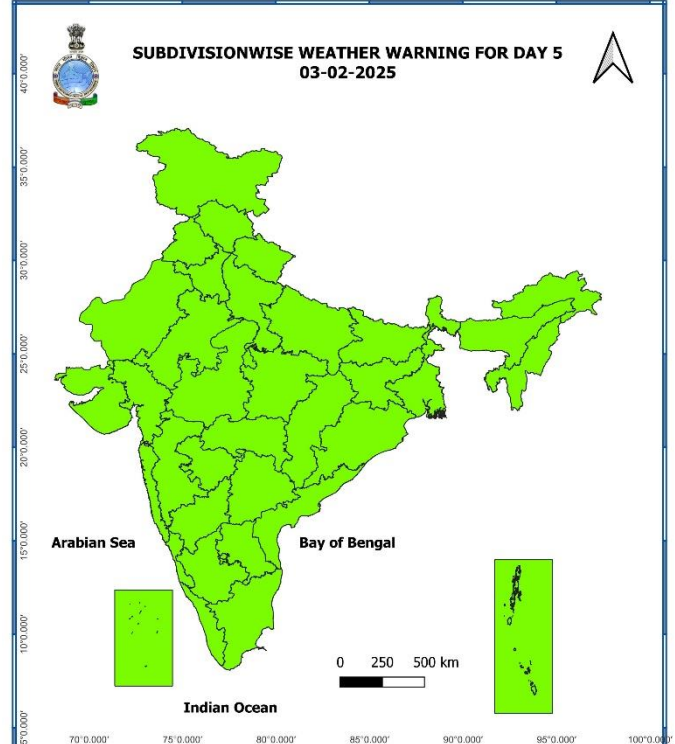 SUBDIVISIONWISE WEATHER WARNING FOR DAY 5
03-02-2025
40°0.000'
35°0.000'
30°0.000'
25°0.000'
20°0.000'
15°0.000'
10°0.000'
5°0.000'
Arabian Sea
Bay of Bengal
0 250 500 km
Indian Ocean
70°0.000' 75°0.000' 80°0.000' 85°0.000' 90°0.000' 95°0.000' 100°0.000'